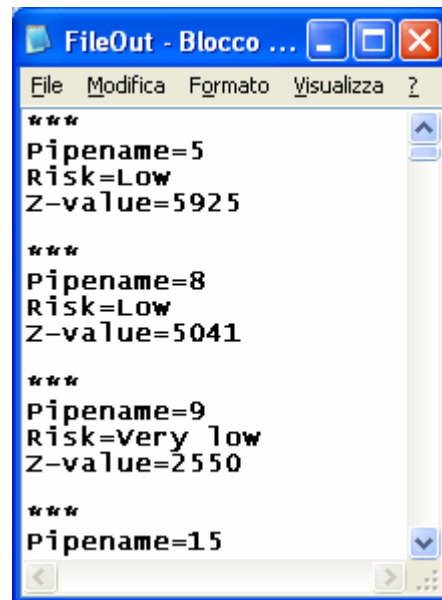 FileOut - Blocco ...
File Modifica Formato Visualizza ?
***
Pipename=5
Risk=Low
Z-value=5925
***
Pipename=8
Risk=Low
Z-value=5041
***
Pipename=9
Risk=Very low
Z-value=2550
***
Pipename=15